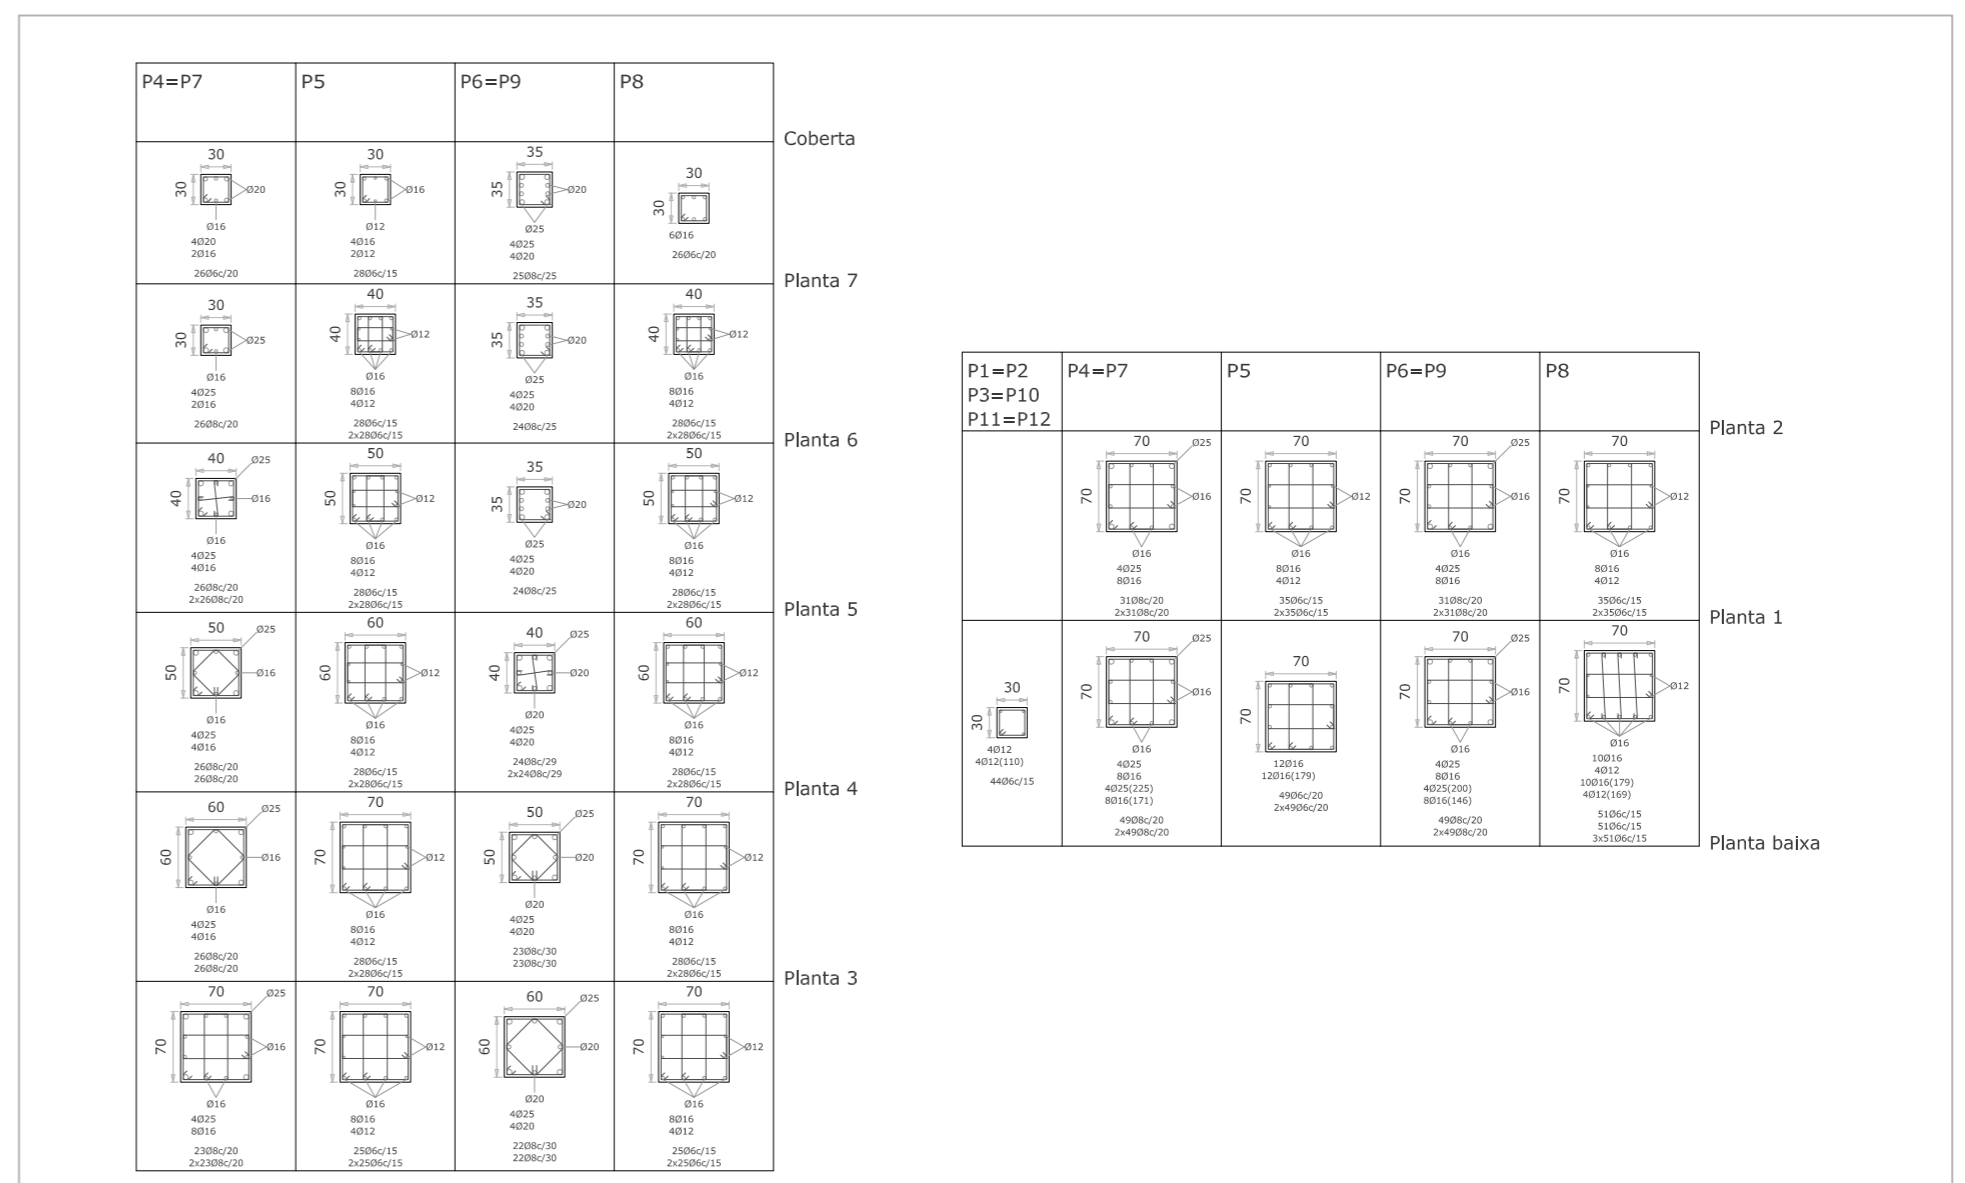 P4=P7 P5 P6=P9 P8
Coberta
30
30
Ø20
Ø16
4Ø20
2Ø16
26Ø6c/20
30
30
Ø16
Ø12
4Ø16
2Ø12
28Ø6c/15
35
35
Ø20
Ø25
4Ø25
4Ø20
25Ø8c/25
30
30
6Ø16
26Ø6c/20
Planta 7
30
30
Ø25
Ø16
4Ø25
2Ø16
26Ø8c/20
40
40
Ø12
Ø16
8Ø16
4Ø12
28Ø6c/15
2x28Ø6c/15
35
35
Ø20
Ø25
4Ø25
4Ø20
24Ø8c/25
40
40
Ø12
Ø16
8Ø16
4Ø12
28Ø6c/15
2x28Ø6c/15
Planta 6
40
Ø25
40
Ø16
Ø16
4Ø25
4Ø16
26Ø8c/20
2x26Ø8c/20
50
50
Ø12
Ø16
8Ø16
4Ø12
28Ø6c/15
2x28Ø6c/15
35
35
Ø20
Ø25
4Ø25
4Ø20
24Ø8c/25
50
50
Ø12
Ø16
8Ø16
4Ø12
28Ø6c/15
2x28Ø6c/15
Planta 5
50
Ø25
50
Ø16
Ø16
4Ø25
4Ø16
26Ø8c/20
26Ø8c/20
60
60
Ø12
Ø16
8Ø16
4Ø12
28Ø6c/15
2x28Ø6c/15
40
Ø25
40
Ø20
Ø20
4Ø25
4Ø20
24Ø8c/29
2x24Ø8c/29
60
60
Ø12
Ø16
8Ø16
4Ø12
28Ø6c/15
2x28Ø6c/15
Planta 4
60
Ø25
60
Ø16
Ø16
4Ø25
4Ø16
26Ø8c/20
26Ø8c/20
70
70
Ø12
Ø16
8Ø16
4Ø12
28Ø6c/15
2x28Ø6c/15
50
Ø25
50
Ø20
Ø20
4Ø25
4Ø20
23Ø8c/30
23Ø8c/30
70
70
Ø12
Ø16
8Ø16
4Ø12
28Ø6c/15
2x28Ø6c/15
Planta 3
70
Ø25
70
Ø16
Ø16
4Ø25
8Ø16
23Ø8c/20
2x23Ø8c/20
70
70
Ø12
Ø16
8Ø16
4Ø12
25Ø6c/15
2x25Ø6c/15
60
Ø25
60
Ø20
Ø20
4Ø25
4Ø20
22Ø8c/30
22Ø8c/30
70
70
Ø12
Ø16
8Ø16
4Ø12
25Ø6c/15
2x25Ø6c/15
P1=P2 P4=P7 P5 P6=P9 P8
P3=P10
P11=P12
Planta 2
70
Ø25
70
Ø16
Ø16
4Ø25
8Ø16
31Ø8c/20
2x31Ø8c/20
70
70
Ø12
Ø16
8Ø16
4Ø12
35Ø6c/15
2x35Ø6c/15
70
Ø25
70
Ø16
Ø16
4Ø25
8Ø16
31Ø8c/20
2x31Ø8c/20
70
70
Ø12
Ø16
8Ø16
4Ø12
35Ø6c/15
2x35Ø6c/15
Planta 1
30
30
4Ø12
4Ø12(110)
44Ø6c/15
70
Ø25
70
Ø16
Ø16
4Ø25
8Ø16
4Ø25(225)
8Ø16(171)
49Ø8c/20
2x49Ø8c/20
70
70
12Ø16
12Ø16(179)
49Ø6c/20
2x49Ø6c/20
70
Ø25
70
Ø16
Ø16
4Ø25
8Ø16
4Ø25(200)
8Ø16(146)
49Ø8c/20
2x49Ø8c/20
70
70
Ø12
Ø16
10Ø16
4Ø12
10Ø16(179)
4Ø12(169)
51Ø6c/15
51Ø6c/15
3x51Ø6c/15
Planta baixa